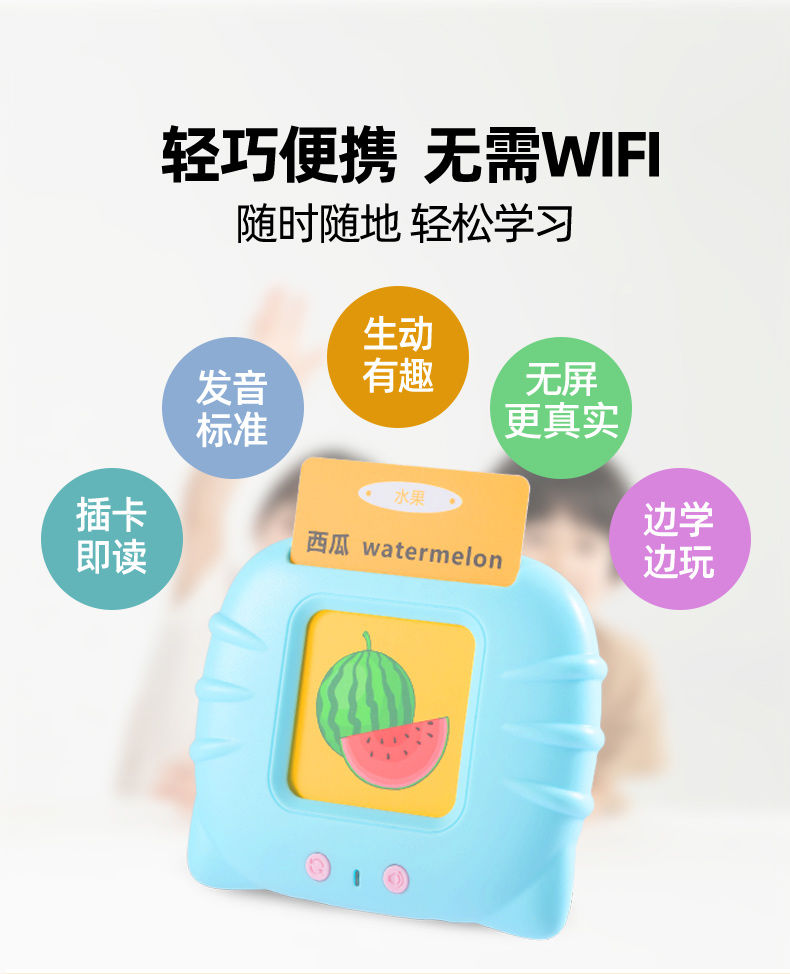 轻巧便携 无需WIFI
随时随地 轻松学习
生动
有趣
发音
标准
无屏
更真实
插卡
即读
边学
边玩
水果
西瓜 watermelon